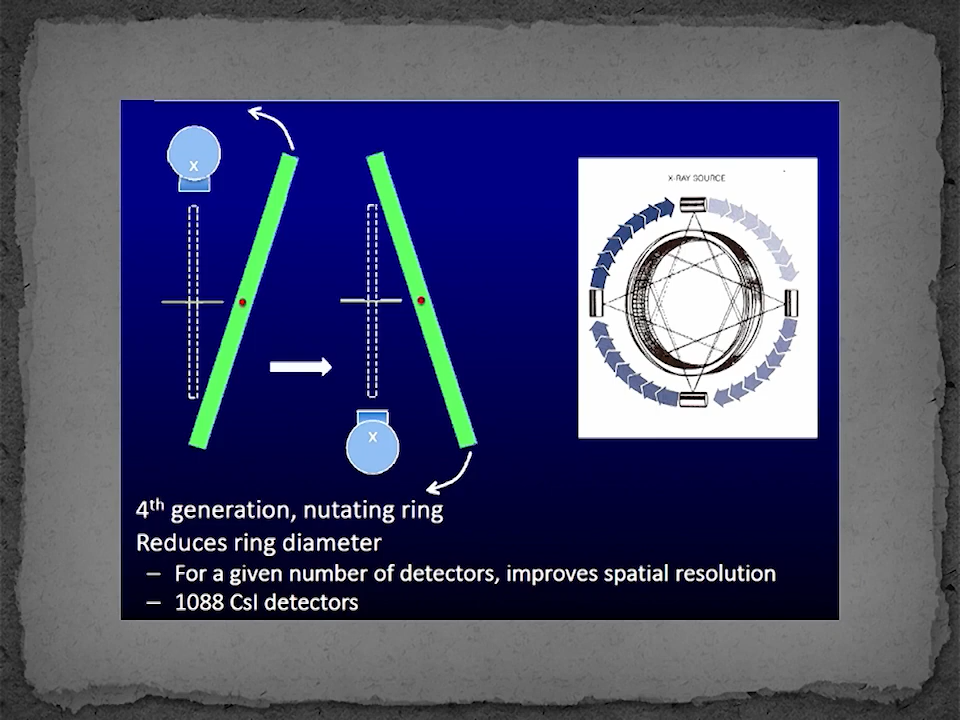 X
X
X-RAY SOURCE
4th generation, nutating ring
Reduces ring diameter
– For a given number of detectors, improves spatial resolution
– 1088 CsI detectors